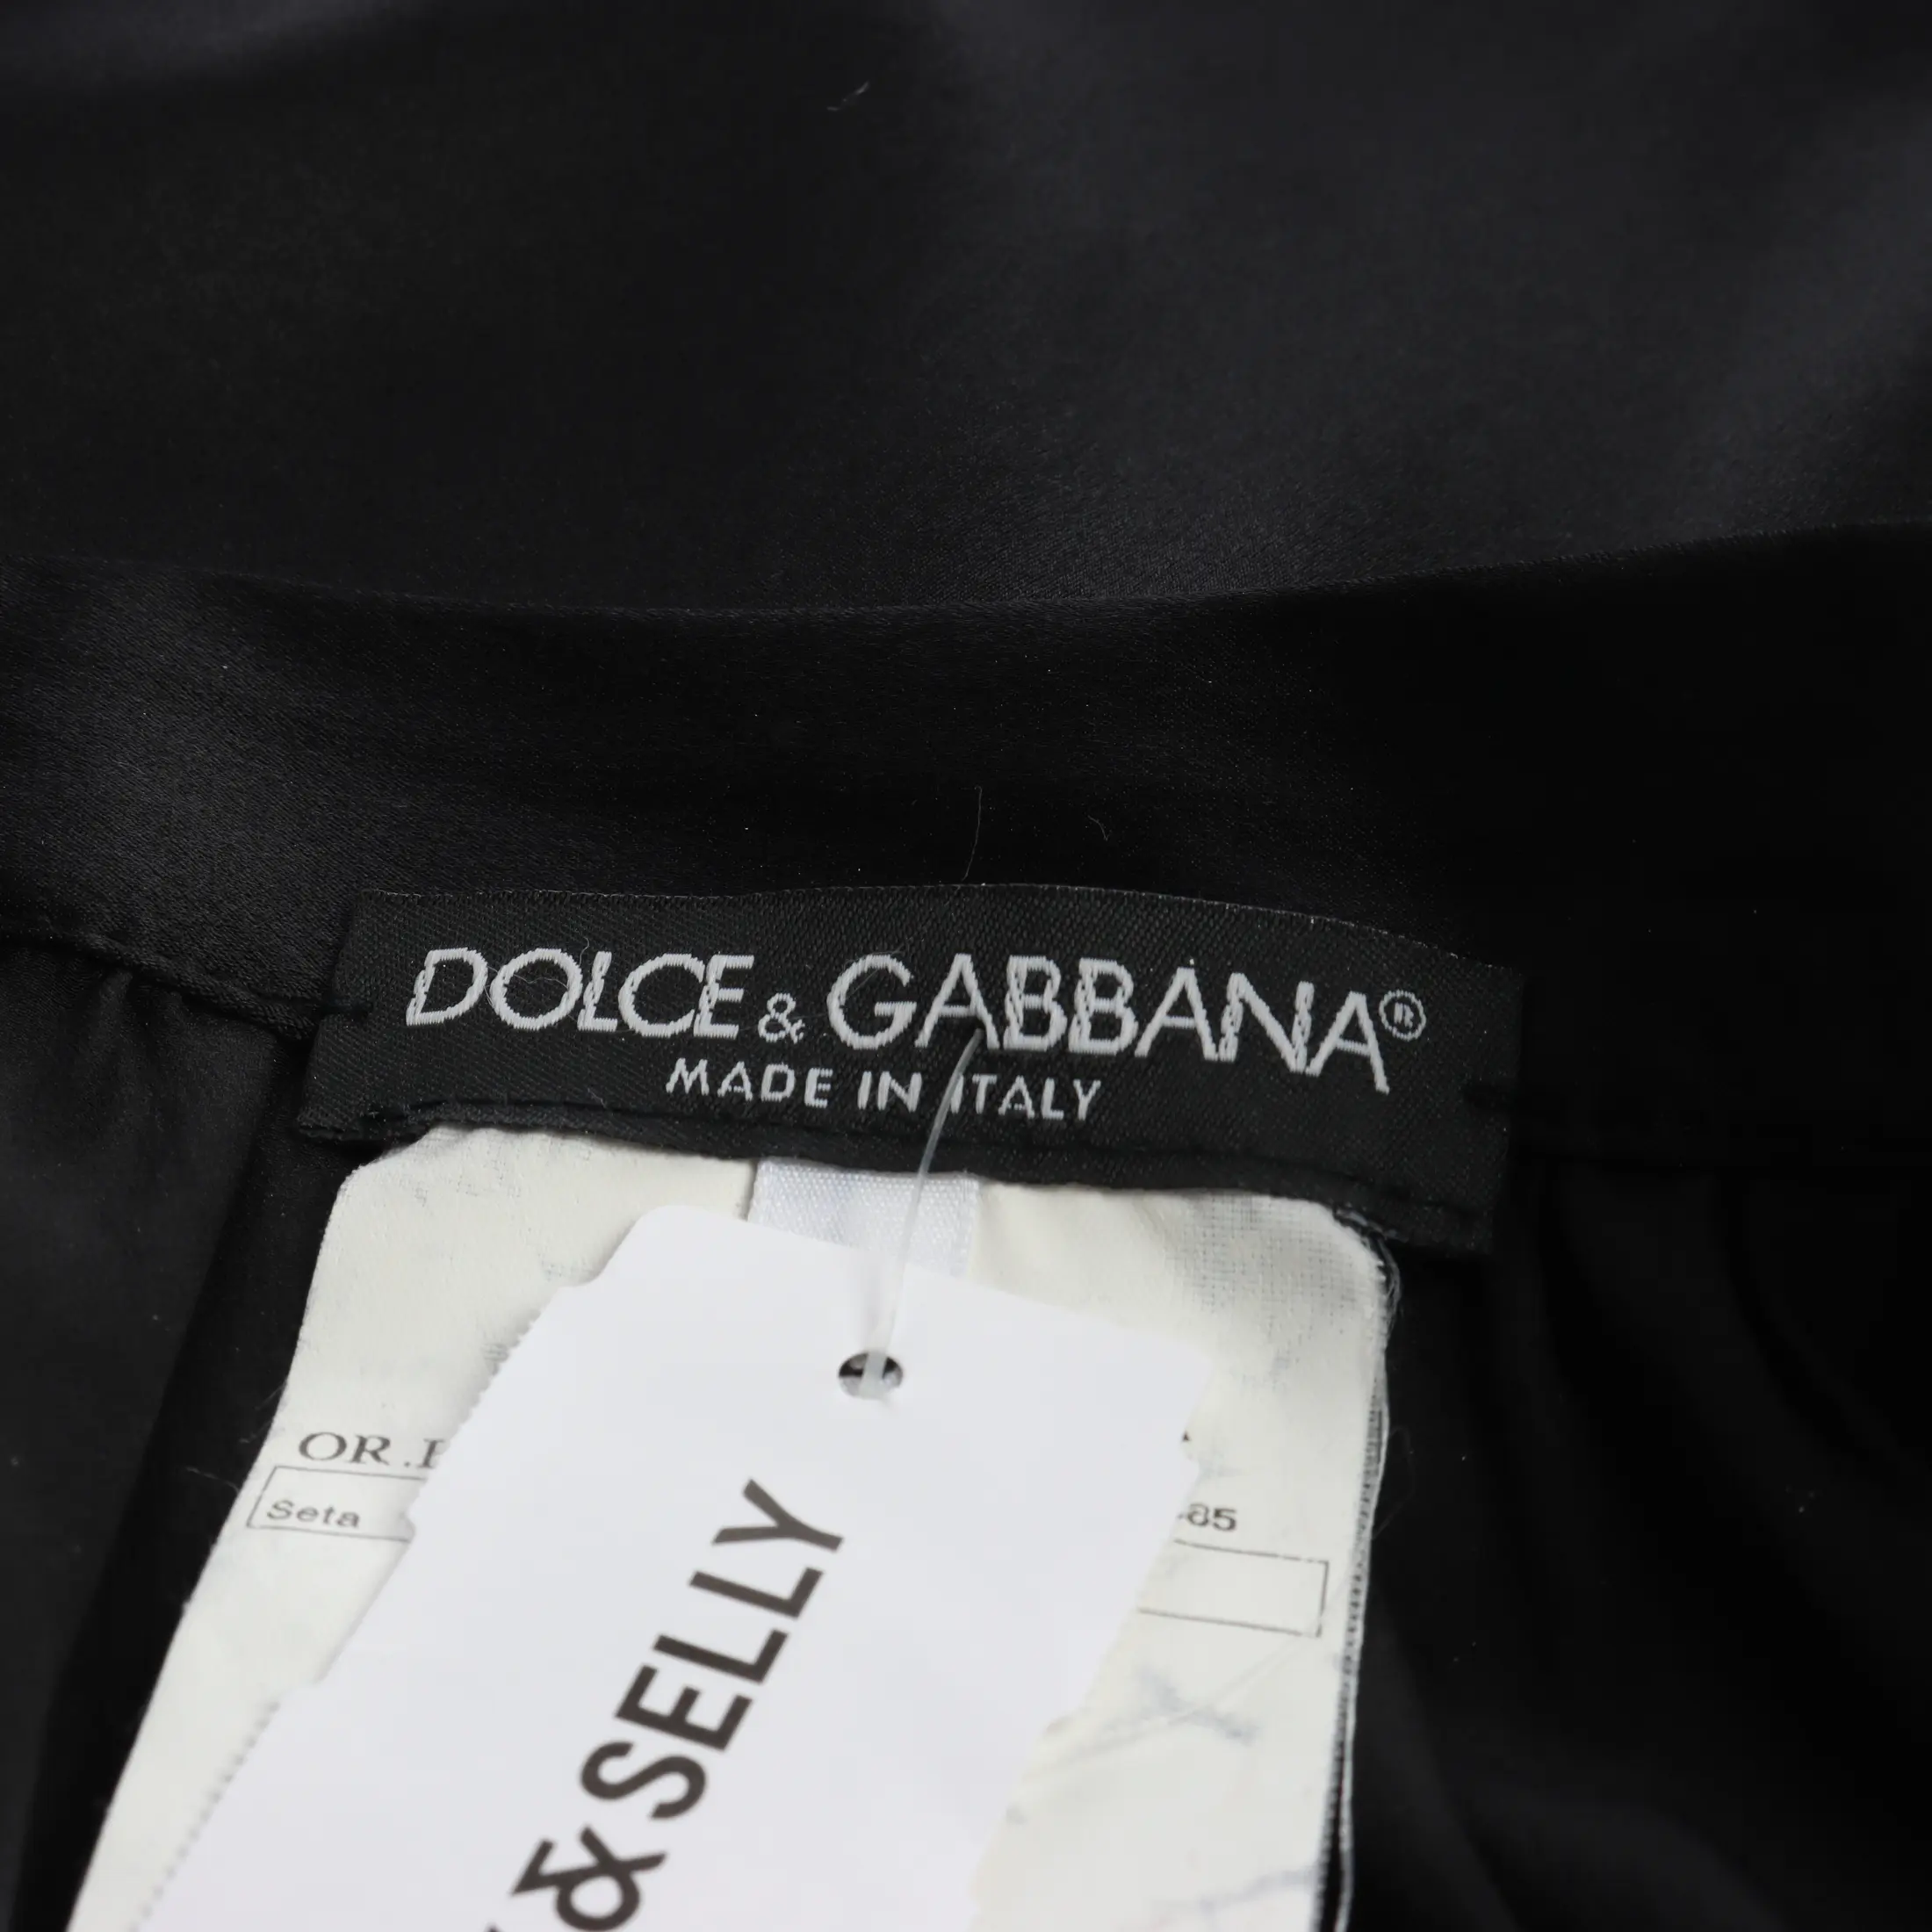 DOLCE & GABBANA®
MADE IN ITALY
OR.
Seta
85
&SELLY